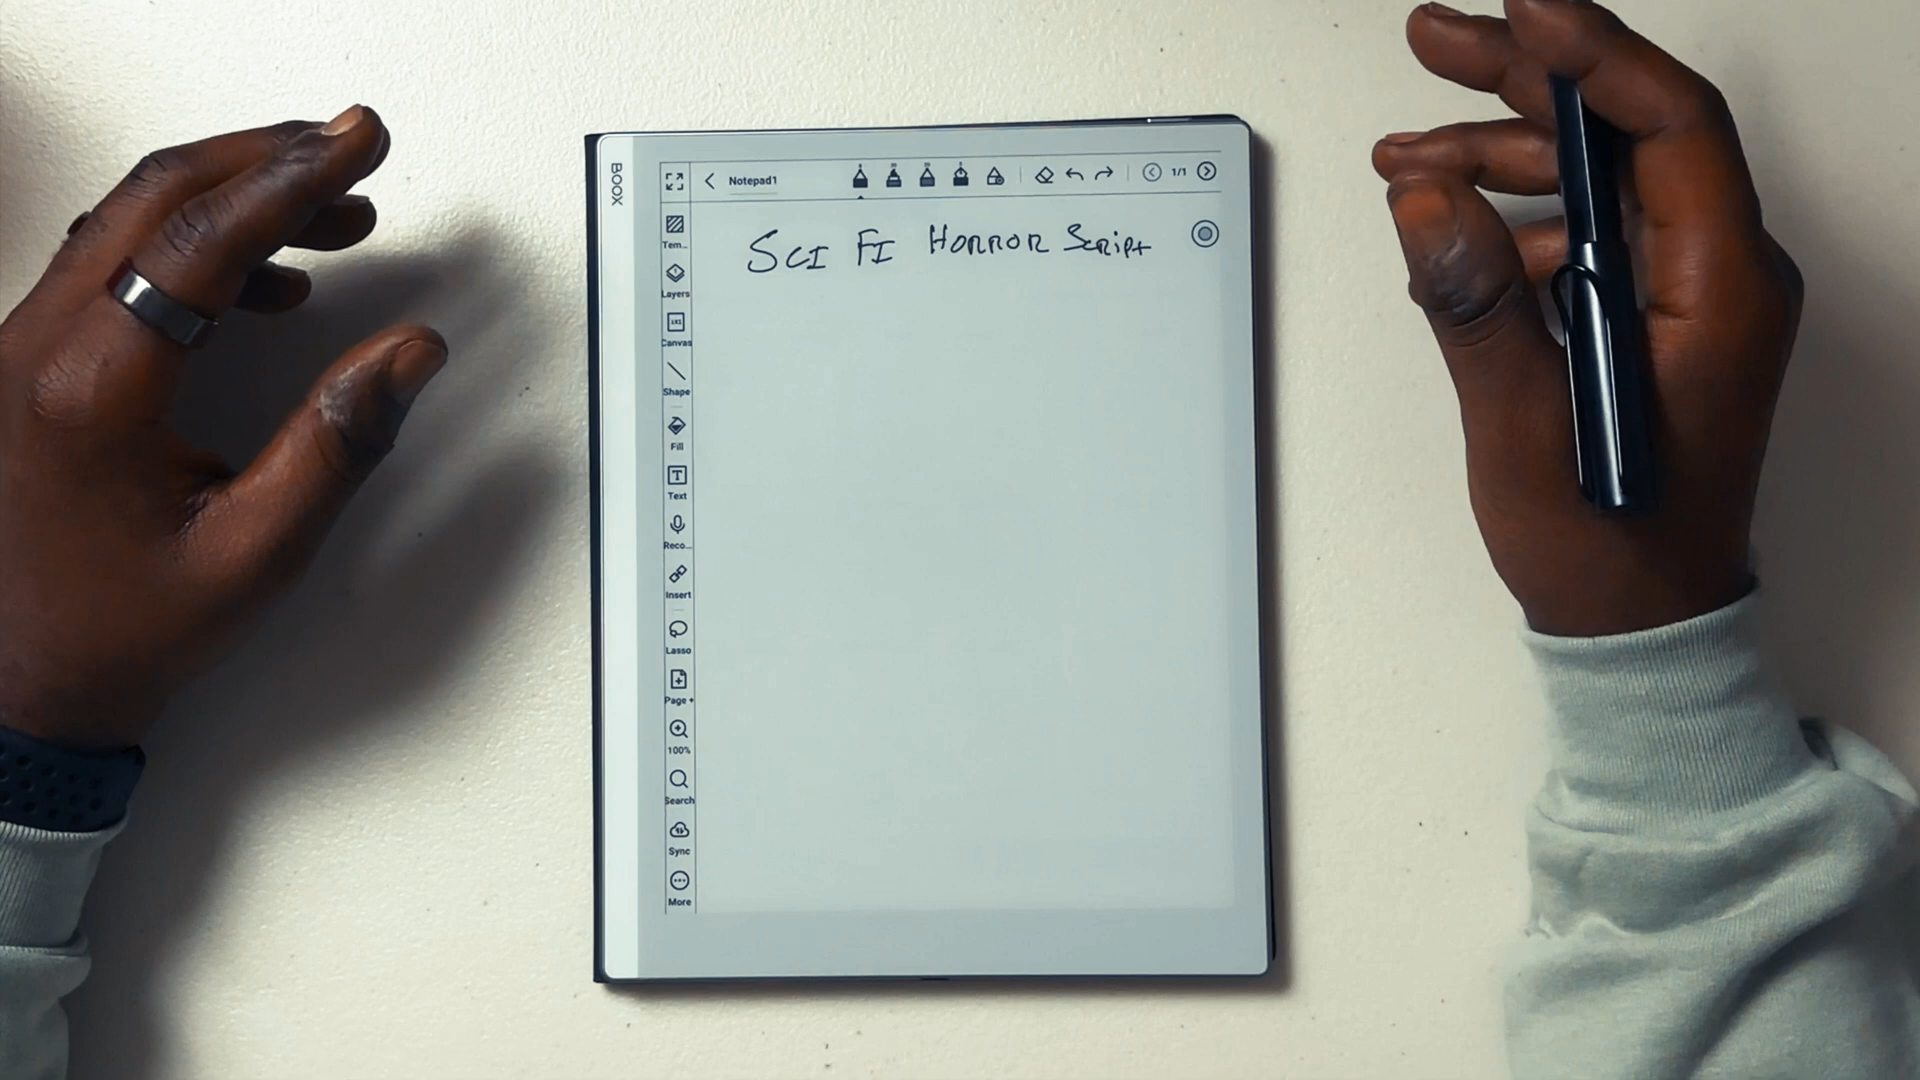 BOOX
Notepad1
1/1
SCI FI HORROR Script
Tem...
Layers
1X1
Canvas
Shape
Fill
T
Text
Reco...
Insert
Lasso
Page +
100%
Search
Sync
More